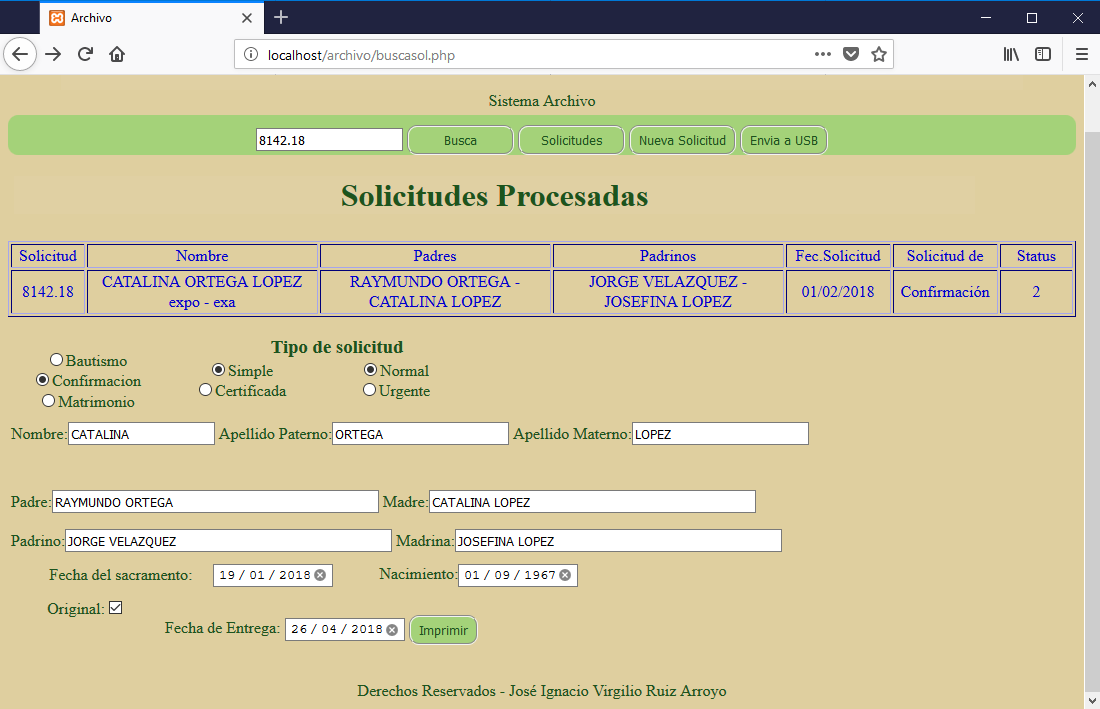 Archivo
localhost/archivo/buscasol.php
Sistema Archivo
8142.18 Busca Solicitudes Nueva Solicitud Envia a USB
Solicitudes Procesadas
Solicitud Nombre Padres Padrinos Fec.Solicitud Solicitud de Status
8142.18 CATALINA ORTEGA LOPEZ expo - exa RAYMUNDO ORTEGA - CATALINA LOPEZ JORGE VELAZQUEZ - JOSEFINA LOPEZ 01/02/2018 Confirmación 2
Tipo de solicitud
Bautismo Simple Normal
Confirmacion Certificada Urgente
Matrimonio
Nombre: CATALINA Apellido Paterno: ORTEGA Apellido Materno: LOPEZ
Padre: RAYMUNDO ORTEGA Madre: CATALINA LOPEZ
Padrino: JORGE VELAZQUEZ Madrina: JOSEFINA LOPEZ
Fecha del sacramento: 19 / 01 / 2018 Nacimiento: 01 / 09 / 1967
Original:
Fecha de Entrega: 26 / 04 / 2018 Imprimir
Derechos Reservados - José Ignacio Virgilio Ruiz Arroyo